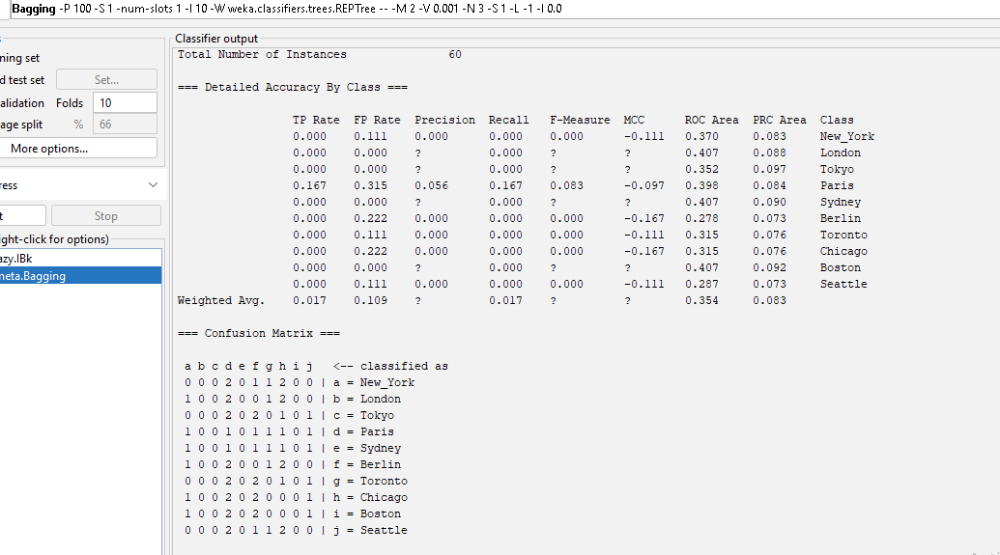 Bagging -P 100 -S 1 -num-slots 1 -I 10 -W weka.classifiers.trees.REPTree -- -M 2 -V 0.001 -N 3 -S 1 -L -1 -I 0.0
Classifier output
ning set
d test set Set...
alidation Folds 10
age split % 66
More options...
ress
t Stop
ight-click for options)
azy.IBk
neta.Bagging
Total Number of Instances 60
=== Detailed Accuracy By Class ===
TP Rate FP Rate Precision Recall F-Measure MCC ROC Area PRC Area Class
0.000 0.111 0.000 0.000 0.000 -0.111 0.370 0.083 New_York
0.000 0.000 ? 0.000 ? ? 0.407 0.088 London
0.000 0.000 ? 0.000 ? ? 0.352 0.097 Tokyo
0.167 0.315 0.056 0.167 0.083 -0.097 0.398 0.084 Paris
0.000 0.000 ? 0.000 ? ? 0.407 0.090 Sydney
0.000 0.222 0.000 0.000 0.000 -0.167 0.278 0.073 Berlin
0.000 0.111 0.000 0.000 0.000 -0.111 0.315 0.076 Toronto
0.000 0.222 0.000 0.000 0.000 -0.167 0.315 0.076 Chicago
0.000 0.000 ? 0.000 ? ? 0.407 0.092 Boston
0.000 0.111 0.000 0.000 0.000 -0.111 0.287 0.073 Seattle
Weighted Avg. 0.017 0.109 ? 0.017 ? ? 0.354 0.083
=== Confusion Matrix ===
a b c d e f g h i j <-- classified as
0 0 0 2 0 1 1 2 0 0 | a = New_York
1 0 0 2 0 0 1 2 0 0 | b = London
0 0 0 2 0 2 0 1 0 1 | c = Tokyo
1 0 0 1 0 1 1 1 0 1 | d = Paris
1 0 0 1 0 1 1 1 0 1 | e = Sydney
1 0 0 2 0 0 1 2 0 0 | f = Berlin
0 0 0 2 0 2 0 1 0 1 | g = Toronto
1 0 0 2 0 2 0 0 0 1 | h = Chicago
1 0 0 2 0 2 0 0 0 1 | i = Boston
0 0 0 2 0 1 1 2 0 0 | j = Seattle